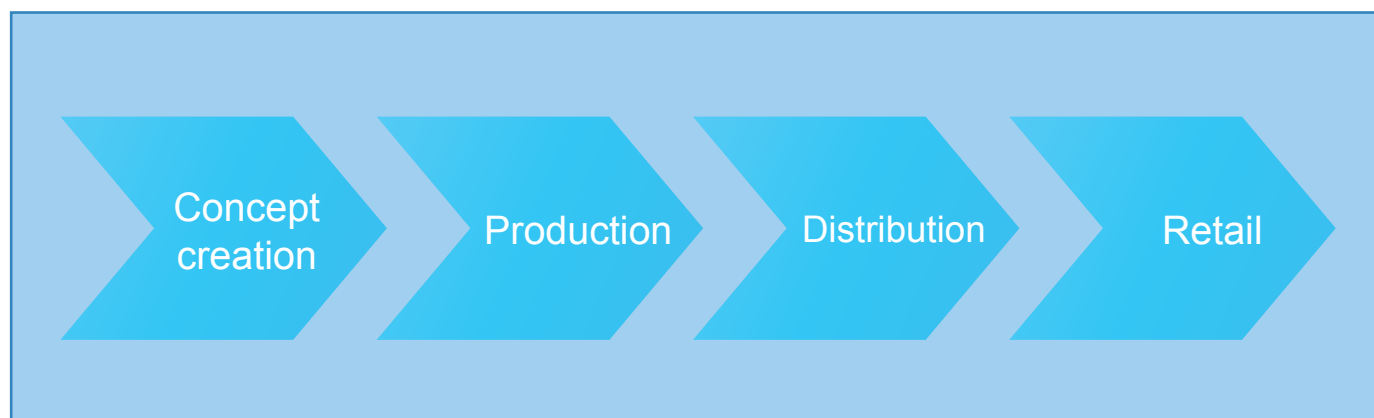 Concept
creation
Production
Distribution
Retail